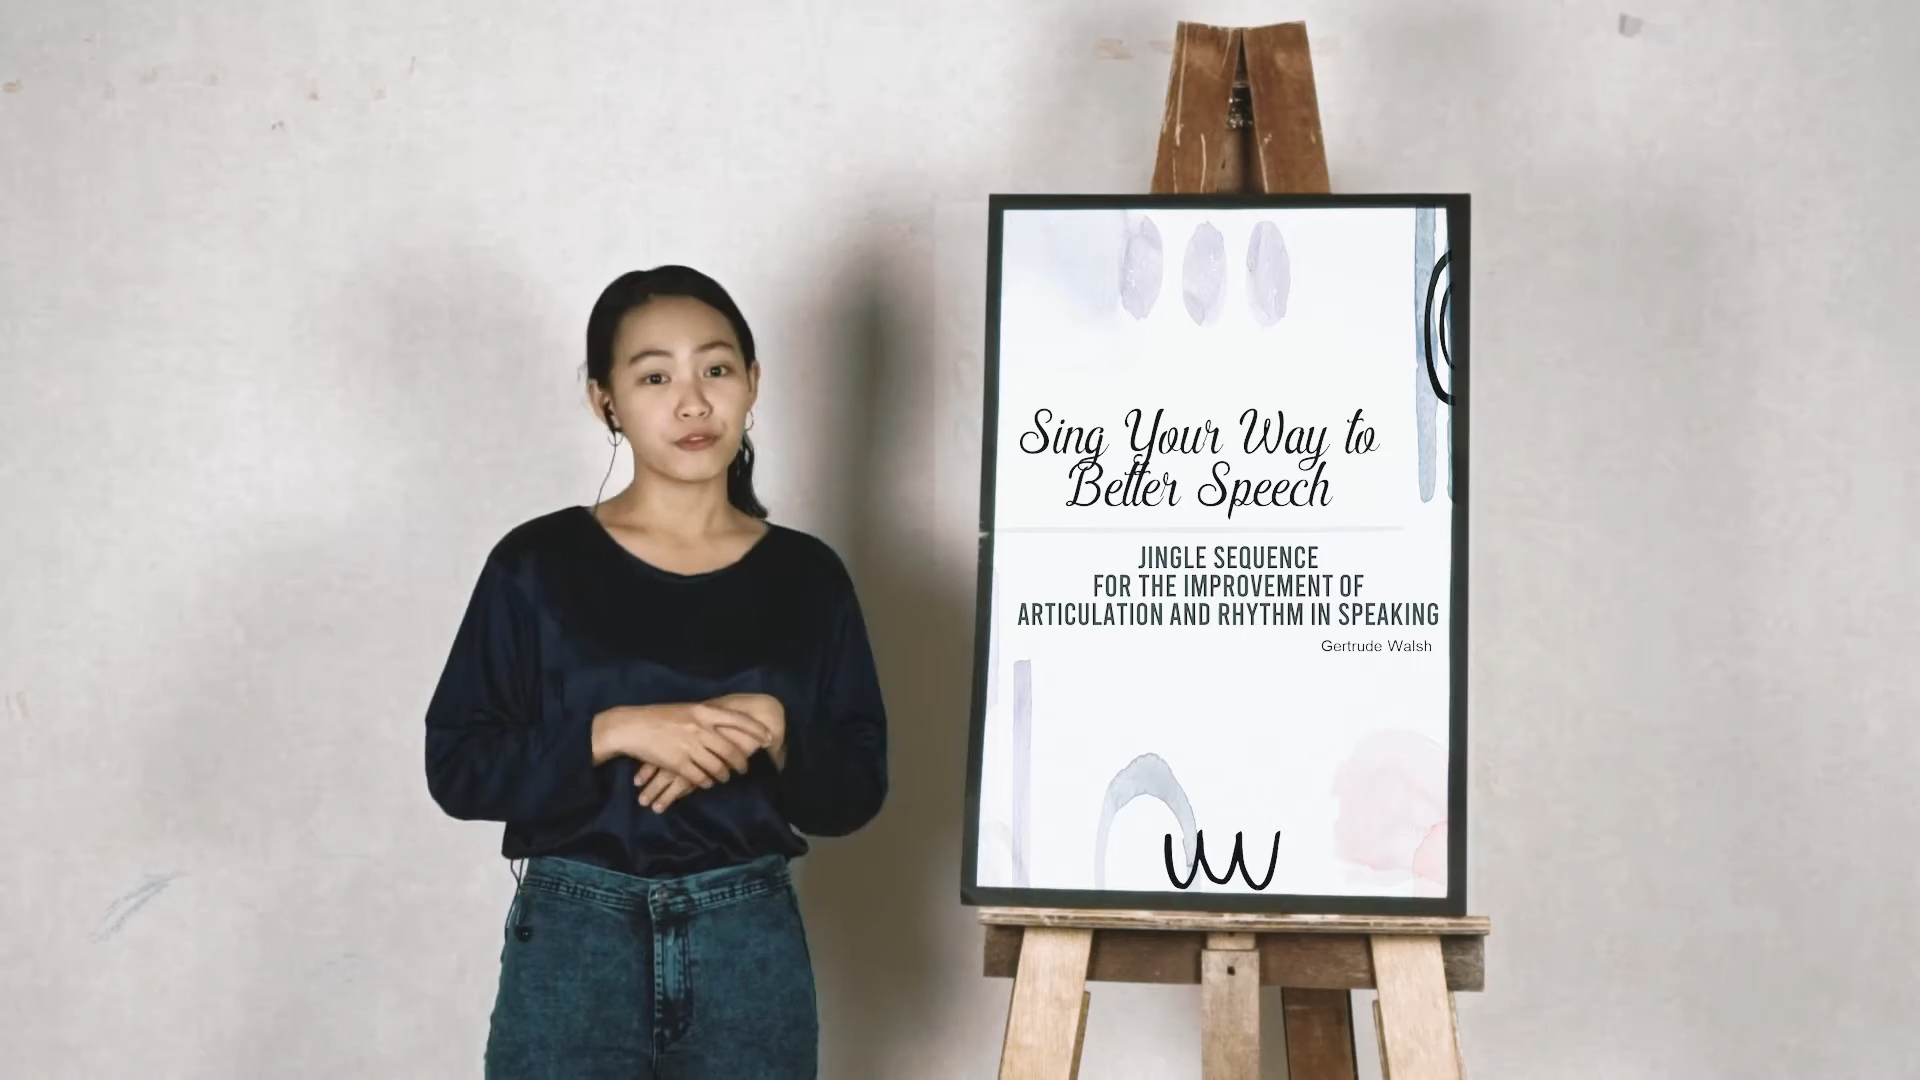 Sing Your Way to
Better Speech
JINGLE SEQUENCE
FOR THE IMPROVEMENT OF
ARTICULATION AND RHYTHM IN SPEAKING
Gertrude Walsh